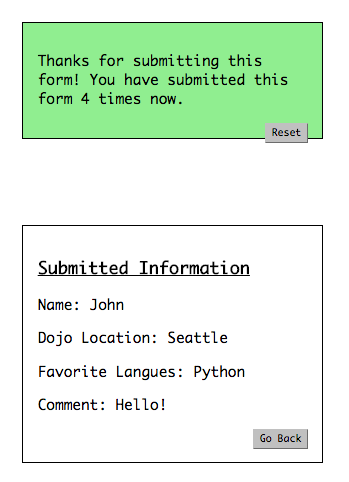 Thanks for submitting this
form! You have submitted this
form 4 times now.
Reset
Submitted Information
Name: John
Dojo Location: Seattle
Favorite Langues: Python
Comment: Hello!
Go Back